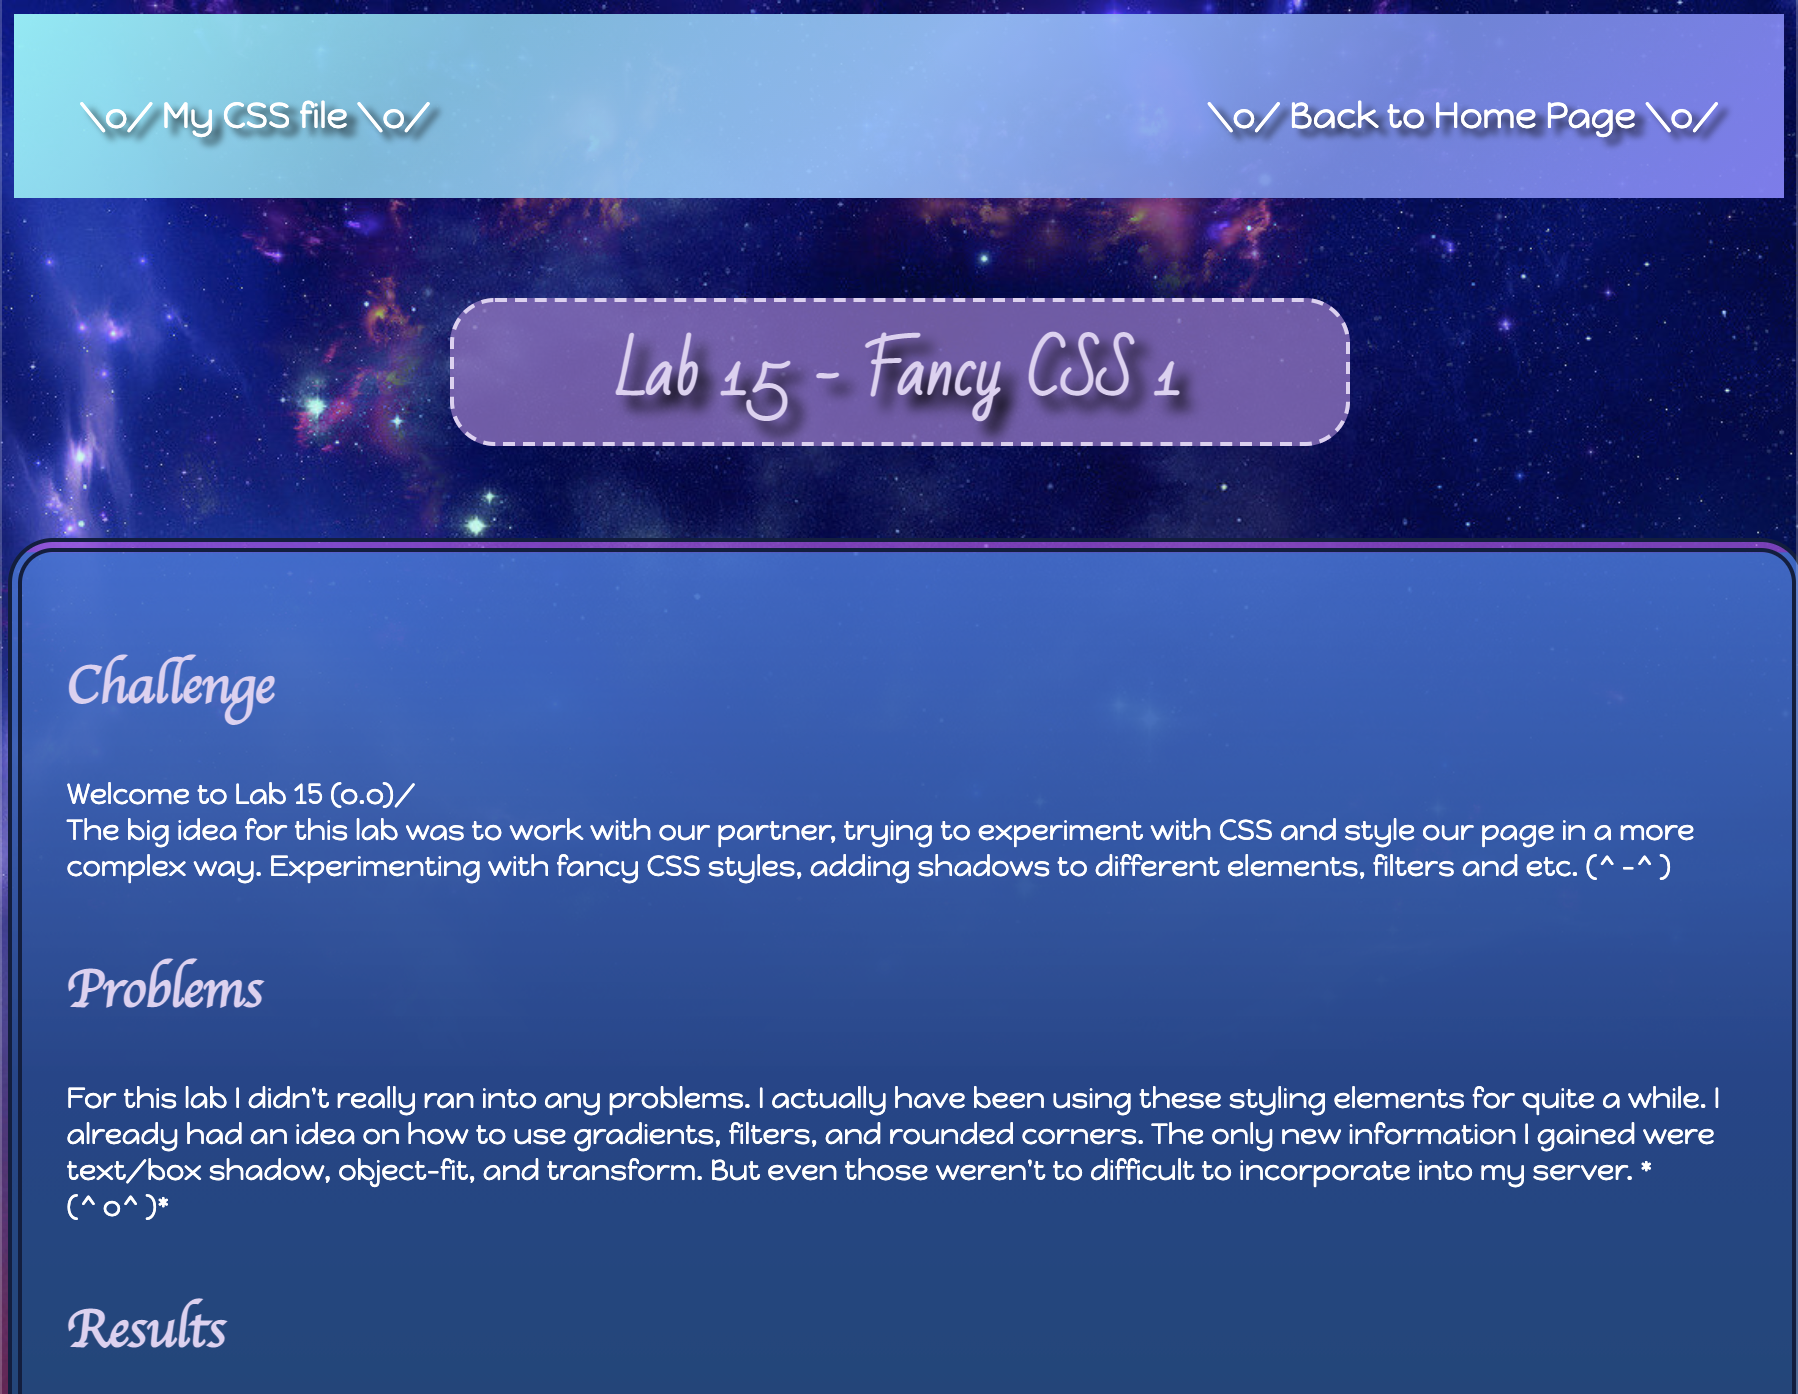 \o/ My CSS file \o/
\o/ Back to Home Page \o/
Lab 15 - Fancy CSS 1
Challenge
Welcome to Lab 15 (o.o)/
The big idea for this lab was to work with our partner, trying to experiment with CSS and style our page in a more
complex way. Experimenting with fancy CSS styles, adding shadows to different elements, filters and etc. (^ -^ )
Problems
For this lab I didn't really ran into any problems. I actually have been using these styling elements for quite a while. I
already had an idea on how to use gradients, filters, and rounded corners. The only new information I gained were
text/box shadow, object-fit, and transform. But even those weren't to difficult to incorporate into my server. *
(^ o^ )*
Results